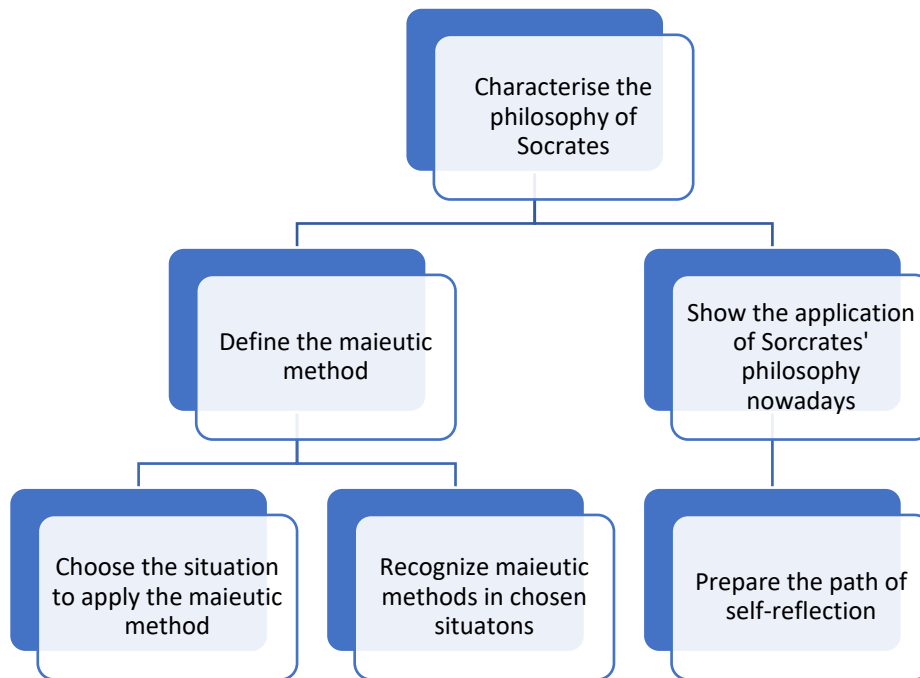 Characterise the
philosophy of
Socrates
Define the maieutic
method
Show the application
of Sorcrates'
philosophy
nowadays
Choose the situation
to apply the maieutic
method
Recognize maieutic
methods in chosen
situatons
Prepare the path of
self-reflection